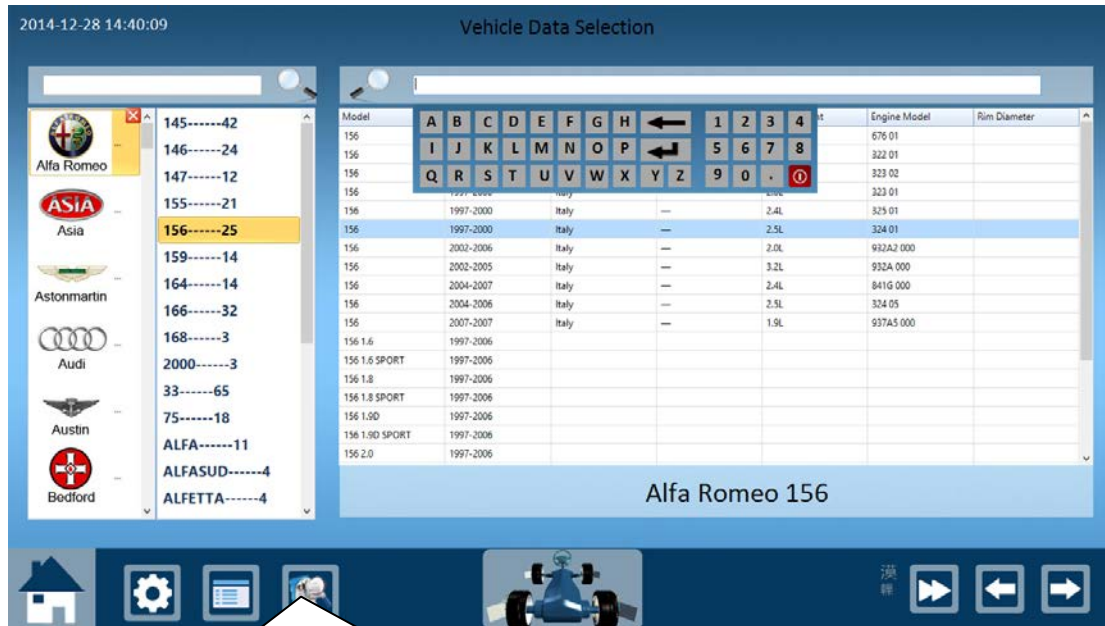 2014-12-28 14:40:09
Vehicle Data Selection
Alfa Romeo
ASIA
Asia
Astonmartin
Audi
Austin
Bedford
145------42
146------24
147------12
155------21
156------25
159------14
164------14
166------32
168------3
2000------3
33------65
75------18
ALFA------11
ALFASUD------4
ALFETTA------4
A B C D E F G H 1 2 3 4
I J K L M N O P 5 6 7 8
Q R S T U V W X Y Z 9 0 .
Model Engine Model Rim Diameter
156 676 01
156 322 01
156 323 02
156 323 01
156 1997-2000 Italy — 2.4L 325 01
156 1997-2000 Italy — 2.5L 324 01
156 2002-2006 Italy — 2.0L 932A2 000
156 2002-2005 Italy — 3.2L 932A 000
156 2004-2007 Italy — 2.4L 841G 000
156 2004-2006 Italy — 2.5L 324 05
156 2007-2007 Italy — 1.9L 937A5 000
156 1.6 1997-2006
156 1.6 SPORT 1997-2006
156 1.8 1997-2006
156 1.8 SPORT 1997-2006
156 1.9D 1997-2006
156 1.9D SPORT 1997-2006
156 2.0 1997-2006
Alfa Romeo 156